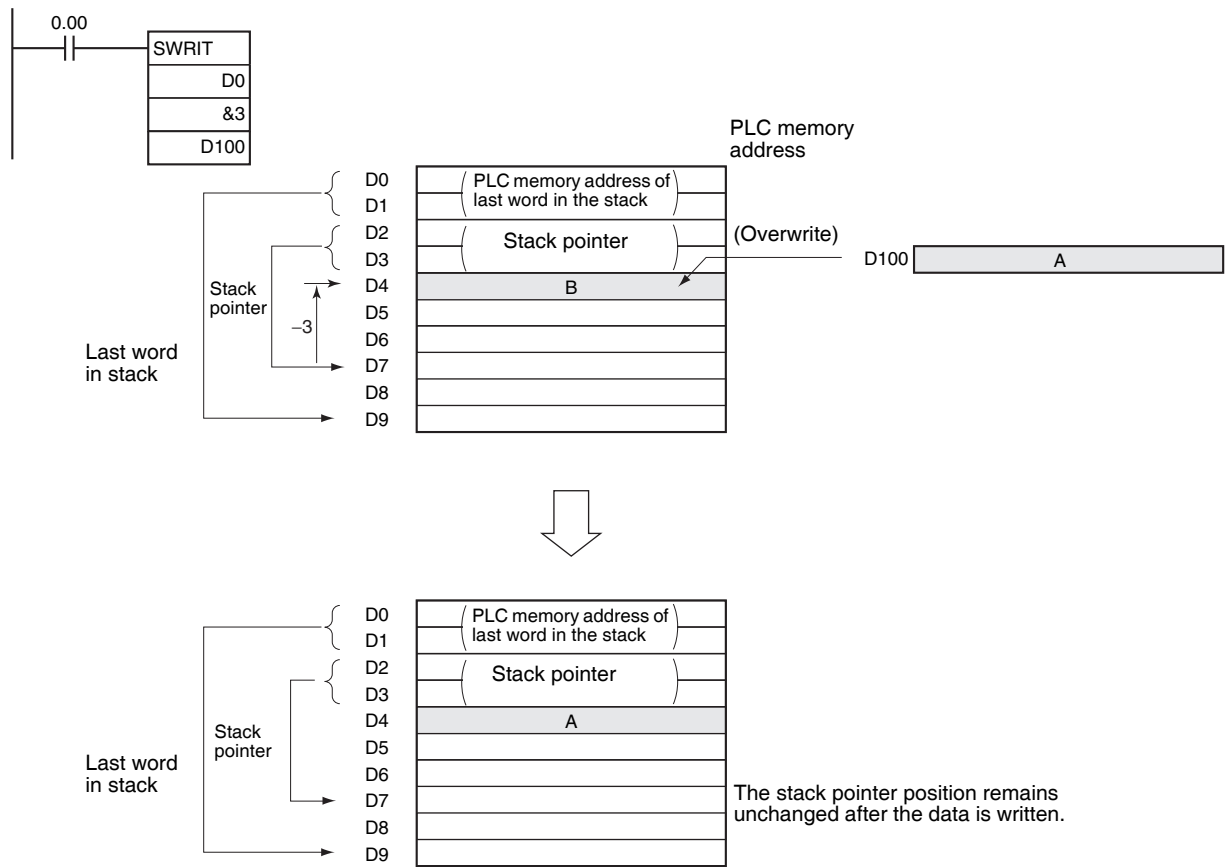 0.00
SWRIT
D0
&3
D100
PLC memory
address
D0
D1
D2
D3
D4
D5
D6
D7
D8
D9
PLC memory address of
last word in the stack
Stack pointer
B
(Overwrite)
D100
A
Stack
pointer
−3
Last word
in stack
D0
D1
D2
D3
D4
D5
D6
D7
D8
D9
PLC memory address of
last word in the stack
Stack pointer
A
Stack
pointer
Last word
in stack
The stack pointer position remains
unchanged after the data is written.